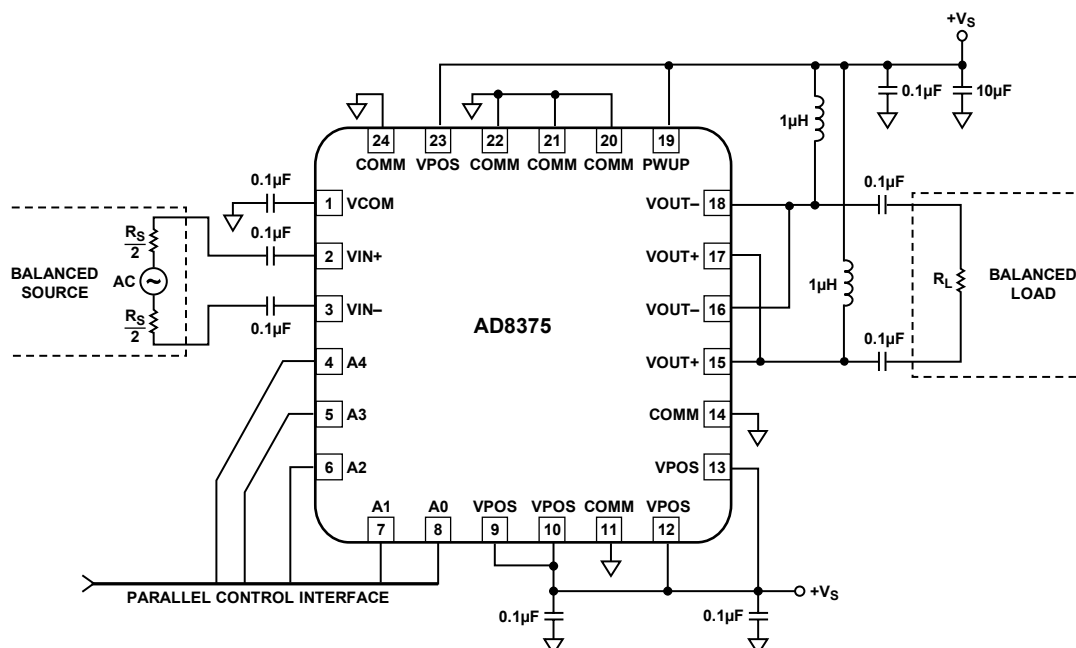 +VS
0.1µF
10µF
1µH
24
23
22
21
20
19
COMM
VPOS
COMM
COMM
COMM
PWUP
0.1µF
1
VCOM
VOUT–
18
0.1µF
RS
2
0.1µF
2
VIN+
VOUT+
17
BALANCED
SOURCE
AC
1µH
RL
BALANCED
LOAD
RS
2
0.1µF
3
VIN–
VOUT–
16
AD8375
0.1µF
4
A4
VOUT+
15
5
A3
COMM
14
6
A2
VPOS
13
A1
A0
VPOS
VPOS
COMM
VPOS
7
8
9
10
11
12
PARALLEL CONTROL INTERFACE
+VS
0.1µF
0.1µF